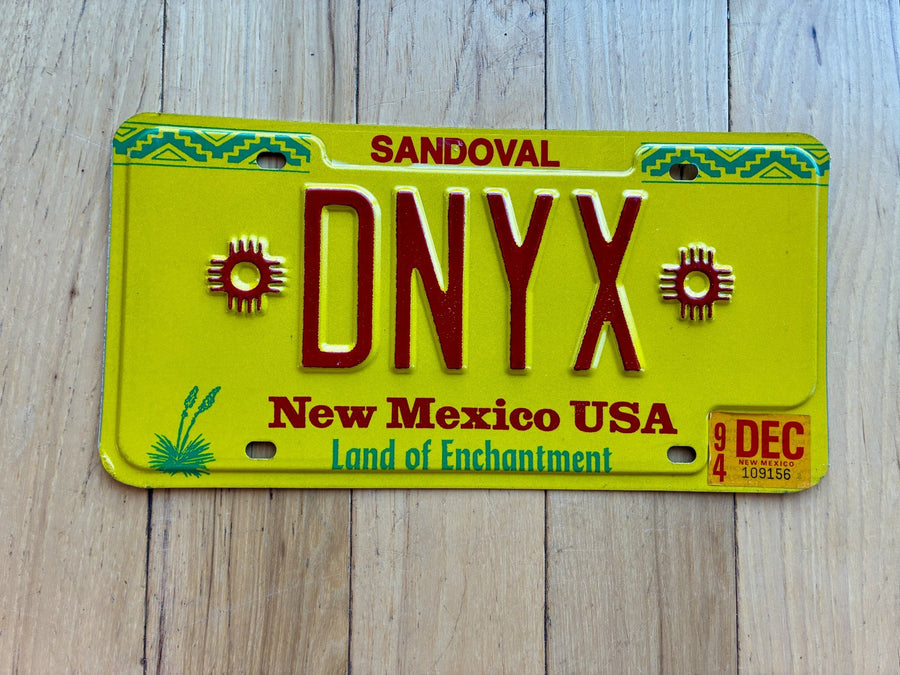 SANDOVAL
DNYX
New Mexico USA
Land of Enchantment
94 DEC
NEW MEXICO
109156